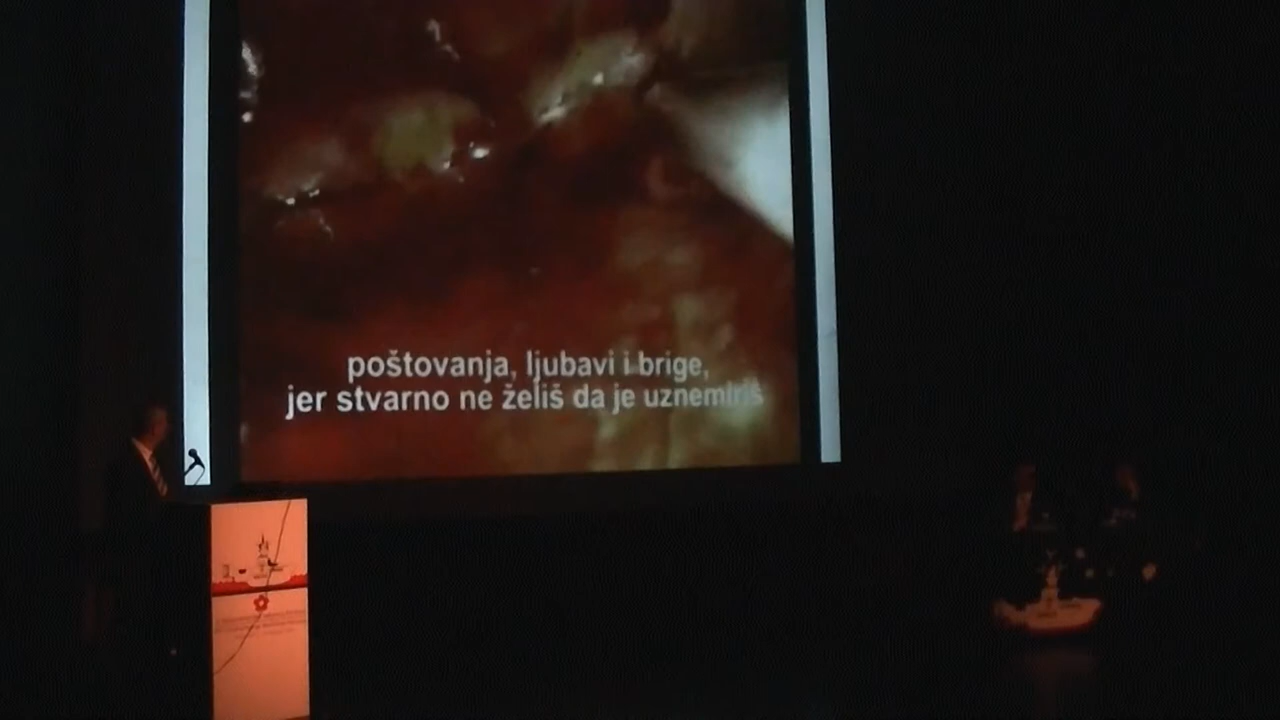 poštovanja, ljubavi i brige,
jer stvarno ne želiš da je uznemiriš